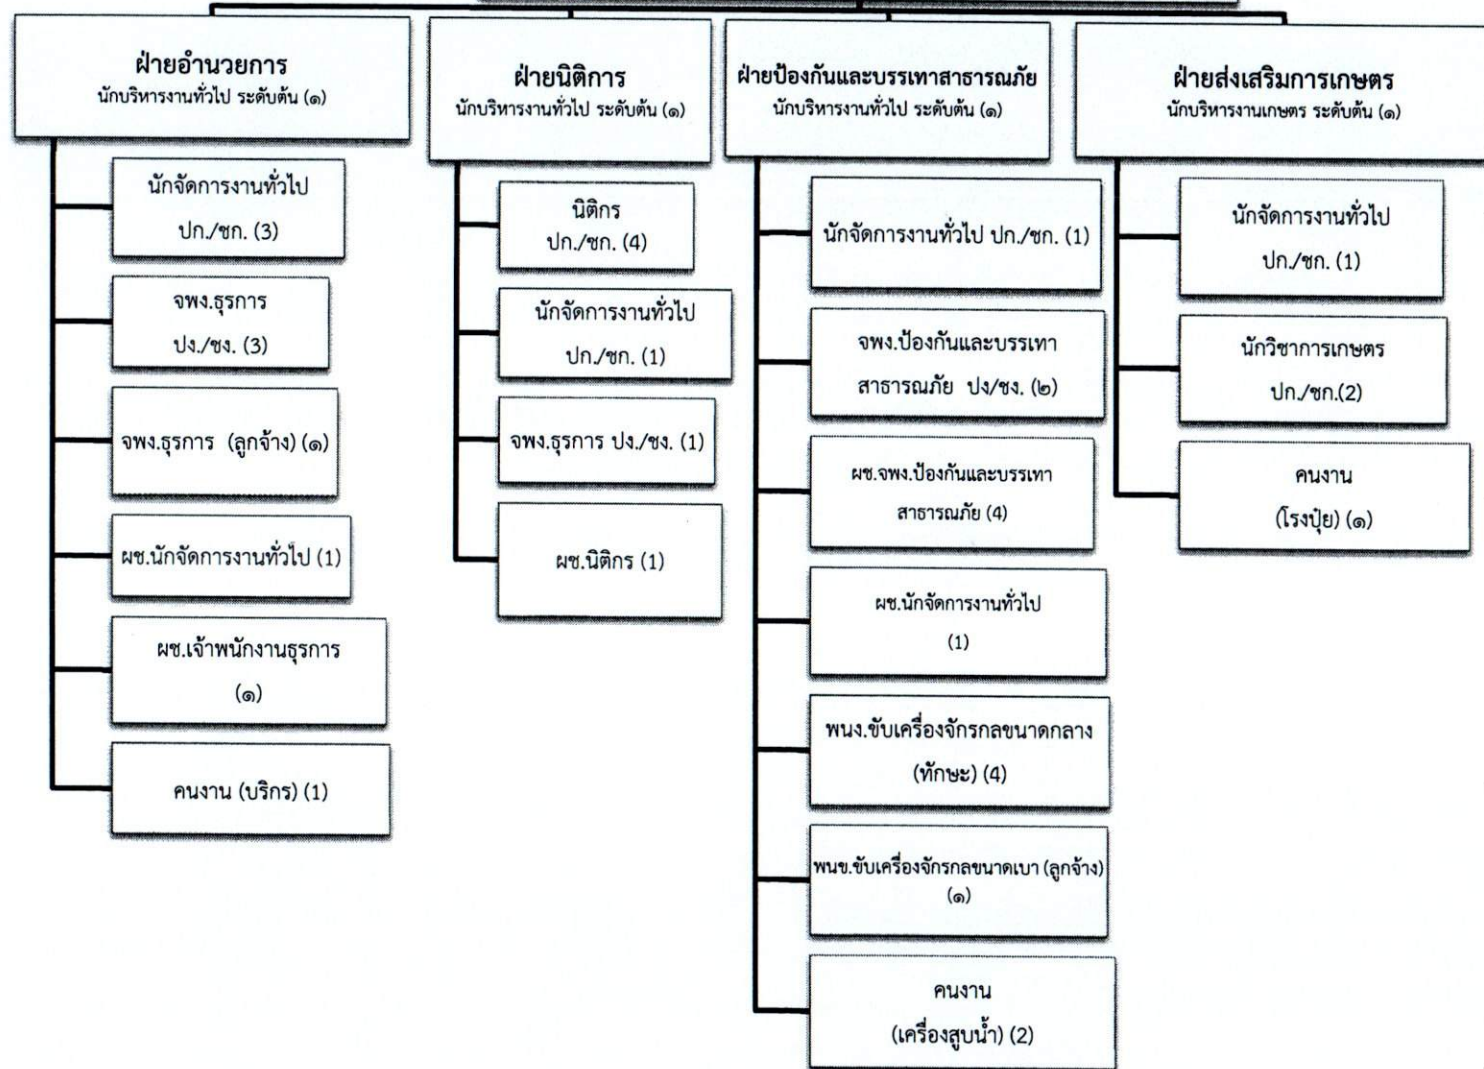 ฝ่ายอำนวยการ
นักบริหารงานทั่วไป ระดับต้น (๑)
นักจัดการงานทั่วไป
ปก./ชก. (3)
จพง.ธุรการ
ปง./ชง. (3)
จพง.ธุรการ (ลูกจ้าง) (๑)
ผช.นักจัดการงานทั่วไป (1)
ผช.เจ้าพนักงานธุรการ
(๑)
คนงาน (บริกร) (1)
ฝ่ายนิติการ
นักบริหารงานทั่วไป ระดับต้น (๑)
นิติกร
ปก./ชก. (4)
นักจัดการงานทั่วไป
ปก./ชก. (1)
จพง.ธุรการ ปง./ชง. (1)
ผช.นิติกร (1)
ฝ่ายป้องกันและบรรเทาสาธารณภัย
นักบริหารงานทั่วไป ระดับต้น (๑)
นักจัดการงานทั่วไป ปก./ชก. (1)
จพง.ป้องกันและบรรเทา
สาธารณภัย ปง/ชง. (๒)
ผช.จพง.ป้องกันและบรรเทา
สาธารณภัย (4)
ผช.นักจัดการงานทั่วไป
(1)
พนง.ขับเครื่องจักรกลขนาดกลาง
(ทักษะ) (4)
พนข.ขับเครื่องจักรกลขนาดเบา (ลูกจ้าง)
(๑)
คนงาน
(เครื่องสูบน้ำ) (2)
ฝ่ายส่งเสริมการเกษตร
นักบริหารงานเกษตร ระดับต้น (๑)
นักจัดการงานทั่วไป
ปก./ชก. (1)
นักวิชาการเกษตร
ปก./ชก.(2)
คนงาน
(โรงปุ๋ย) (๑)